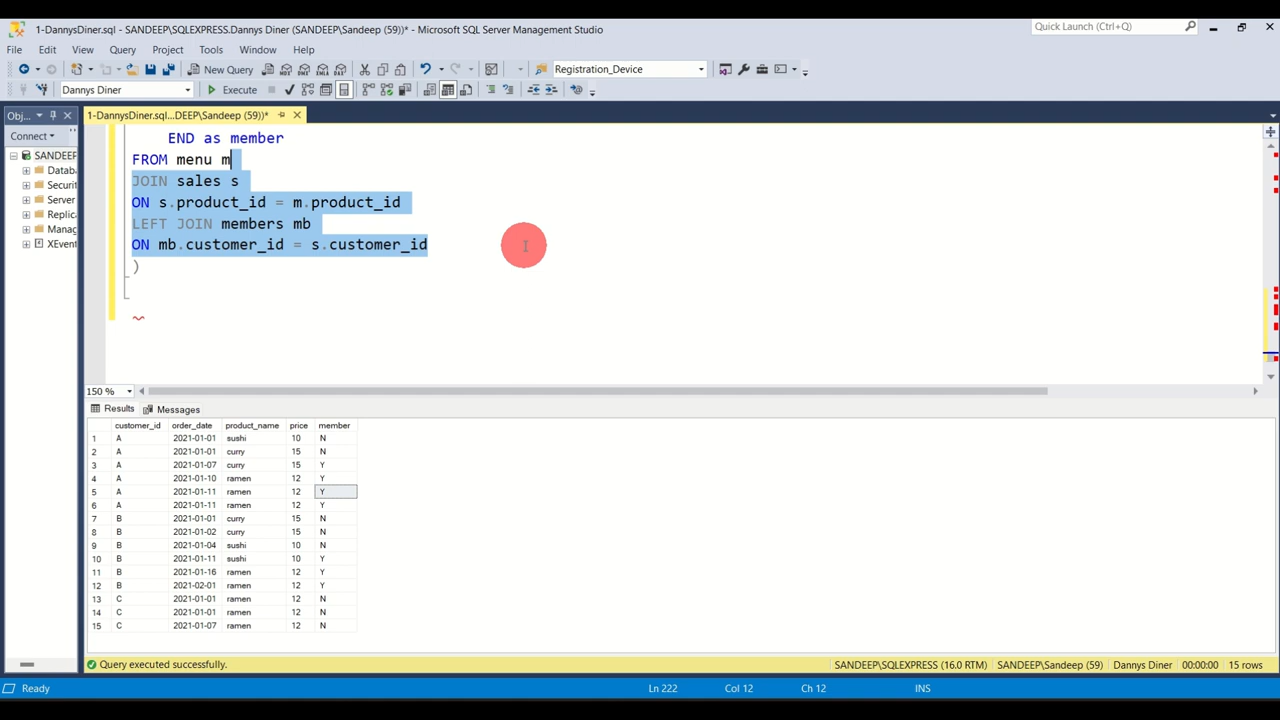 1-DannysDiner.sql - SANDEEP\SQLEXPRESS.Dannys Diner (SANDEEP\Sandeep (59))* - Microsoft SQL Server Management Studio
Quick Launch (Ctrl+Q)
File Edit View Query Project Tools Window Help
New Query Registration_Device
Dannys Diner Execute
Obj... 1-DannysDiner.sql...DEEP\Sandeep (59))*
Connect
SANDEEP
Datab
Securit
Server
Replic
Manag
XEvent
END as member
FROM menu m
JOIN sales s
ON s.product_id = m.product_id
LEFT JOIN members mb
ON mb.customer_id = s.customer_id
)
150 %
Results Messages
customer_id order_date product_name price member
1 A 2021-01-01 sushi 10 N
2 A 2021-01-01 curry 15 N
3 A 2021-01-07 curry 15 Y
4 A 2021-01-10 ramen 12 Y
5 A 2021-01-11 ramen 12 Y
6 A 2021-01-11 ramen 12 Y
7 B 2021-01-01 curry 15 N
8 B 2021-01-02 curry 15 N
9 B 2021-01-04 sushi 10 N
10 B 2021-01-11 sushi 10 Y
11 B 2021-01-16 ramen 12 Y
12 B 2021-02-01 ramen 12 Y
13 C 2021-01-01 ramen 12 N
14 C 2021-01-01 ramen 12 N
15 C 2021-01-07 ramen 12 N
Query executed successfully. SANDEEP\SQLEXPRESS (16.0 RTM) SANDEEP\Sandeep (59) Dannys Diner 00:00:00 15 rows
Ready Ln 222 Col 12 Ch 12 INS